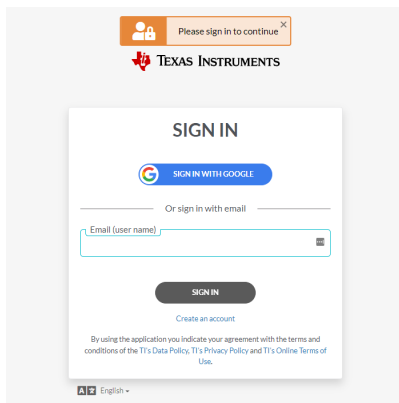 Please sign in to continue
TEXAS INSTRUMENTS
SIGN IN
SIGN IN WITH GOOGLE
Or sign in with email
Email (user name)
SIGN IN
Create an account
By using the application you indicate your agreement with the terms and
conditions of the TI's Data Policy, TI's Privacy Policy and TI's Online Terms of
Use.
English